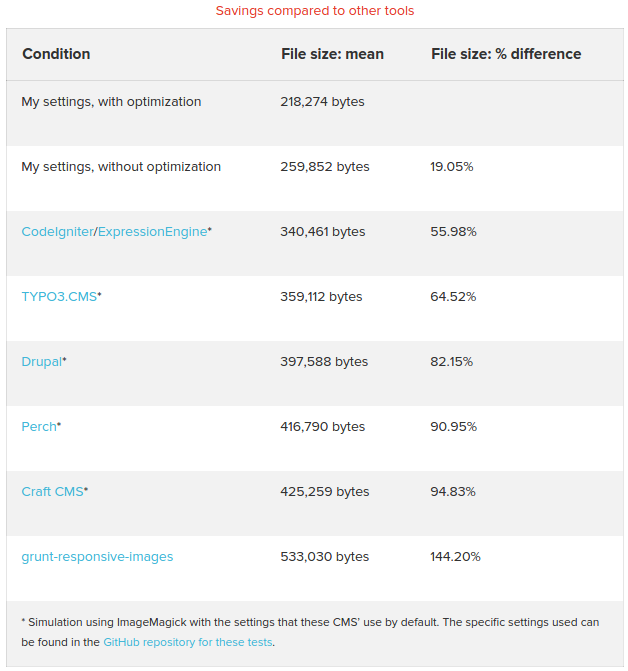 Savings compared to other tools
Condition File size: mean File size: % difference
My settings, with optimization 218,274 bytes
My settings, without optimization 259,852 bytes 19.05%
CodeIgniter/ExpressionEngine* 340,461 bytes 55.98%
TYPO3.CMS* 359,112 bytes 64.52%
Drupal* 397,588 bytes 82.15%
Perch* 416,790 bytes 90.95%
Craft CMS* 425,259 bytes 94.83%
grunt-responsive-images 533,030 bytes 144.20%
* Simulation using ImageMagick with the settings that these CMS’ use by default. The specific settings used can
be found in the GitHub repository for these tests.